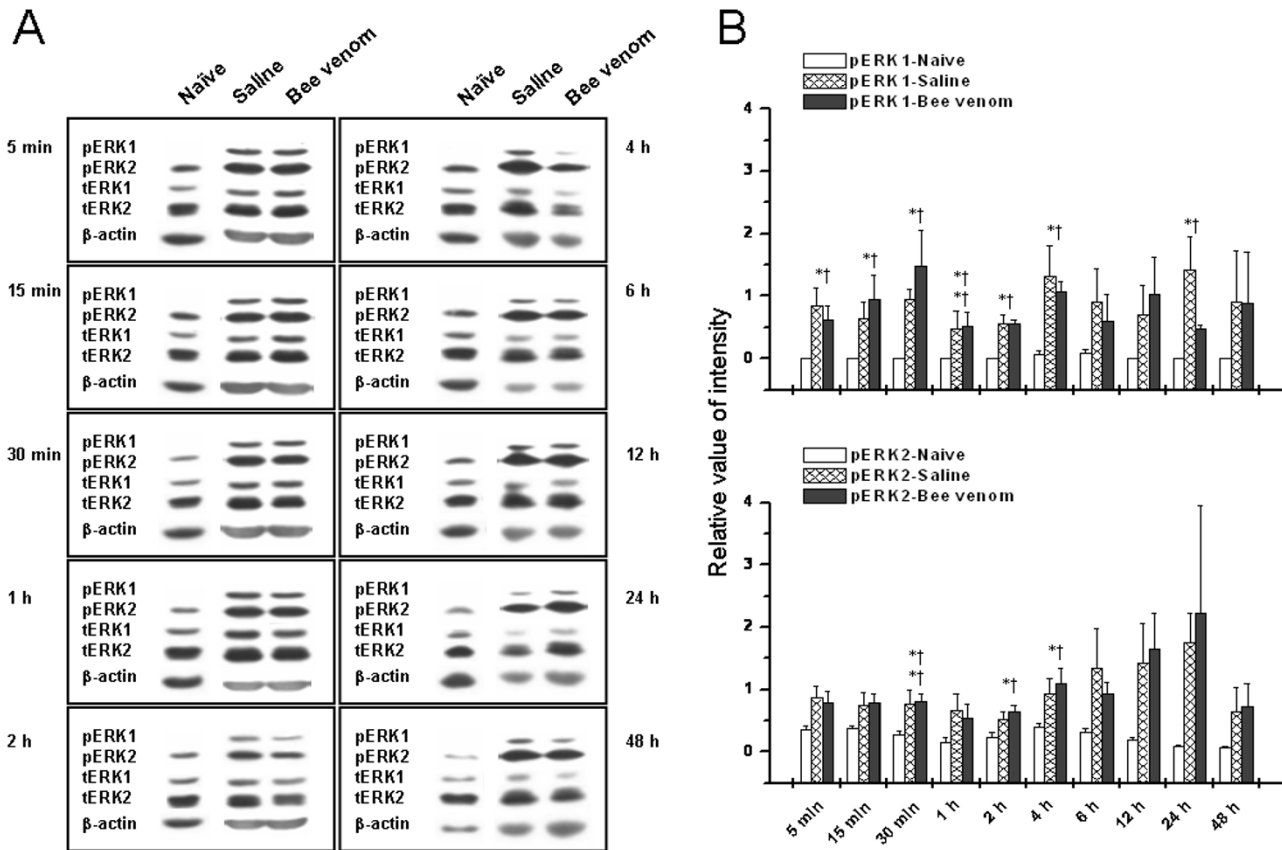 A
Naïve Saline Bee venom
Naïve Saline Bee venom
5 min
pERK1
pERK2
tERK1
tERK2
β-actin
pERK1
pERK2
tERK1
tERK2
β-actin
4 h
15 min
pERK1
pERK2
tERK1
tERK2
β-actin
pERK1
pERK2
tERK1
tERK2
β-actin
6 h
30 min
pERK1
pERK2
tERK1
tERK2
β-actin
pERK1
pERK2
tERK1
tERK2
β-actin
12 h
1 h
pERK1
pERK2
tERK1
tERK2
β-actin
pERK1
pERK2
tERK1
tERK2
β-actin
24 h
2 h
pERK1
pERK2
tERK1
tERK2
β-actin
pERK1
pERK2
tERK1
tERK2
β-actin
48 h
B
pERK1-Naive
pERK1-Saline
pERK1-Bee venom
Relative value of intensity
4
3
2
1
0
*† *† *† *† *† *† *† *†
pERK2-Naive
pERK2-Saline
pERK2-Bee venom
4
3
2
1
0
*† *† *† *†
5 min 15 min 30 min 1 h 2 h 4 h 6 h 12 h 24 h 48 h